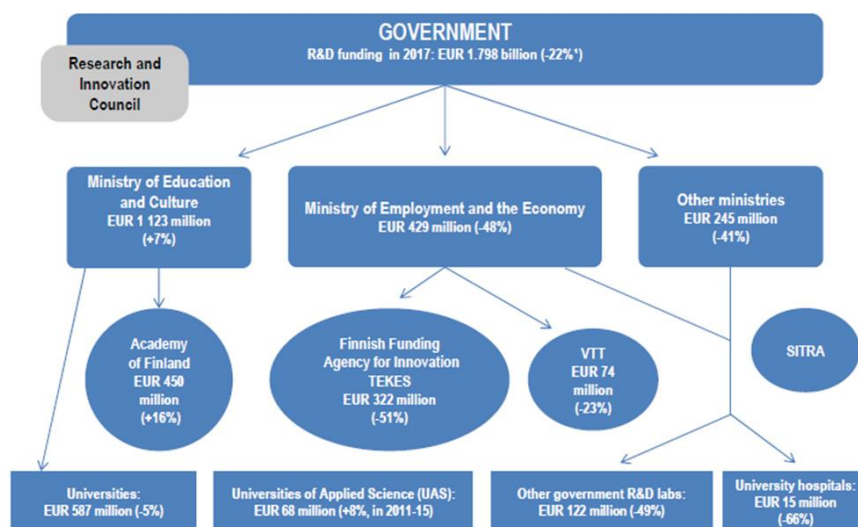 GOVERNMENT
R&D funding in 2017: EUR 1.798 billion (-22%¹)
Research and
Innovation
Council
Ministry of Education
and Culture
EUR 1 123 million
(+7%)
Ministry of Employment and the Economy
EUR 429 million (-48%)
Other ministries
EUR 245 million
(-41%)
Academy
of Finland
EUR 450
million
(+16%)
Finnish Funding
Agency for Innovation
TEKES
EUR 322 million
(-51%)
VTT
EUR 74
million
(-23%)
SITRA
Universities:
EUR 587 million (-5%)
Universities of Applied Science (UAS):
EUR 68 million (+8%, in 2011-15)
Other government R&D labs:
EUR 122 million (-49%)
University hospitals:
EUR 15 million
(-66%)